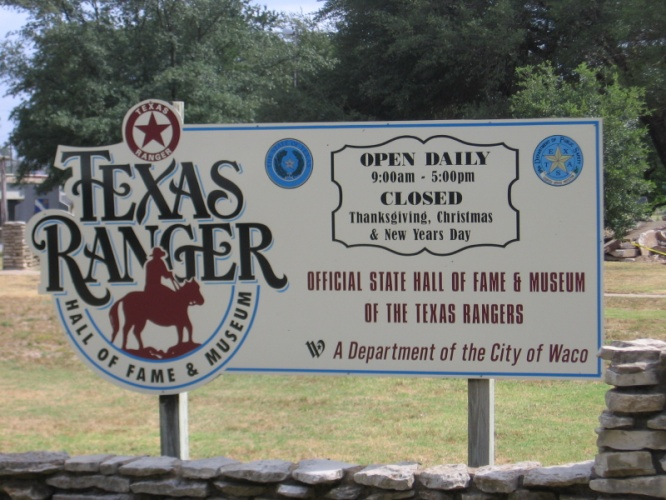 TEXAS
RANGER
TEXAS
RANGER
HALL OF FAME & MUSEUM
OPEN DAILY
9:00am - 5:00pm
CLOSED
Thanksgiving, Christmas
& New Years Day
OFFICIAL STATE HALL OF FAME & MUSEUM
OF THE TEXAS RANGERS
A Department of the City of Waco